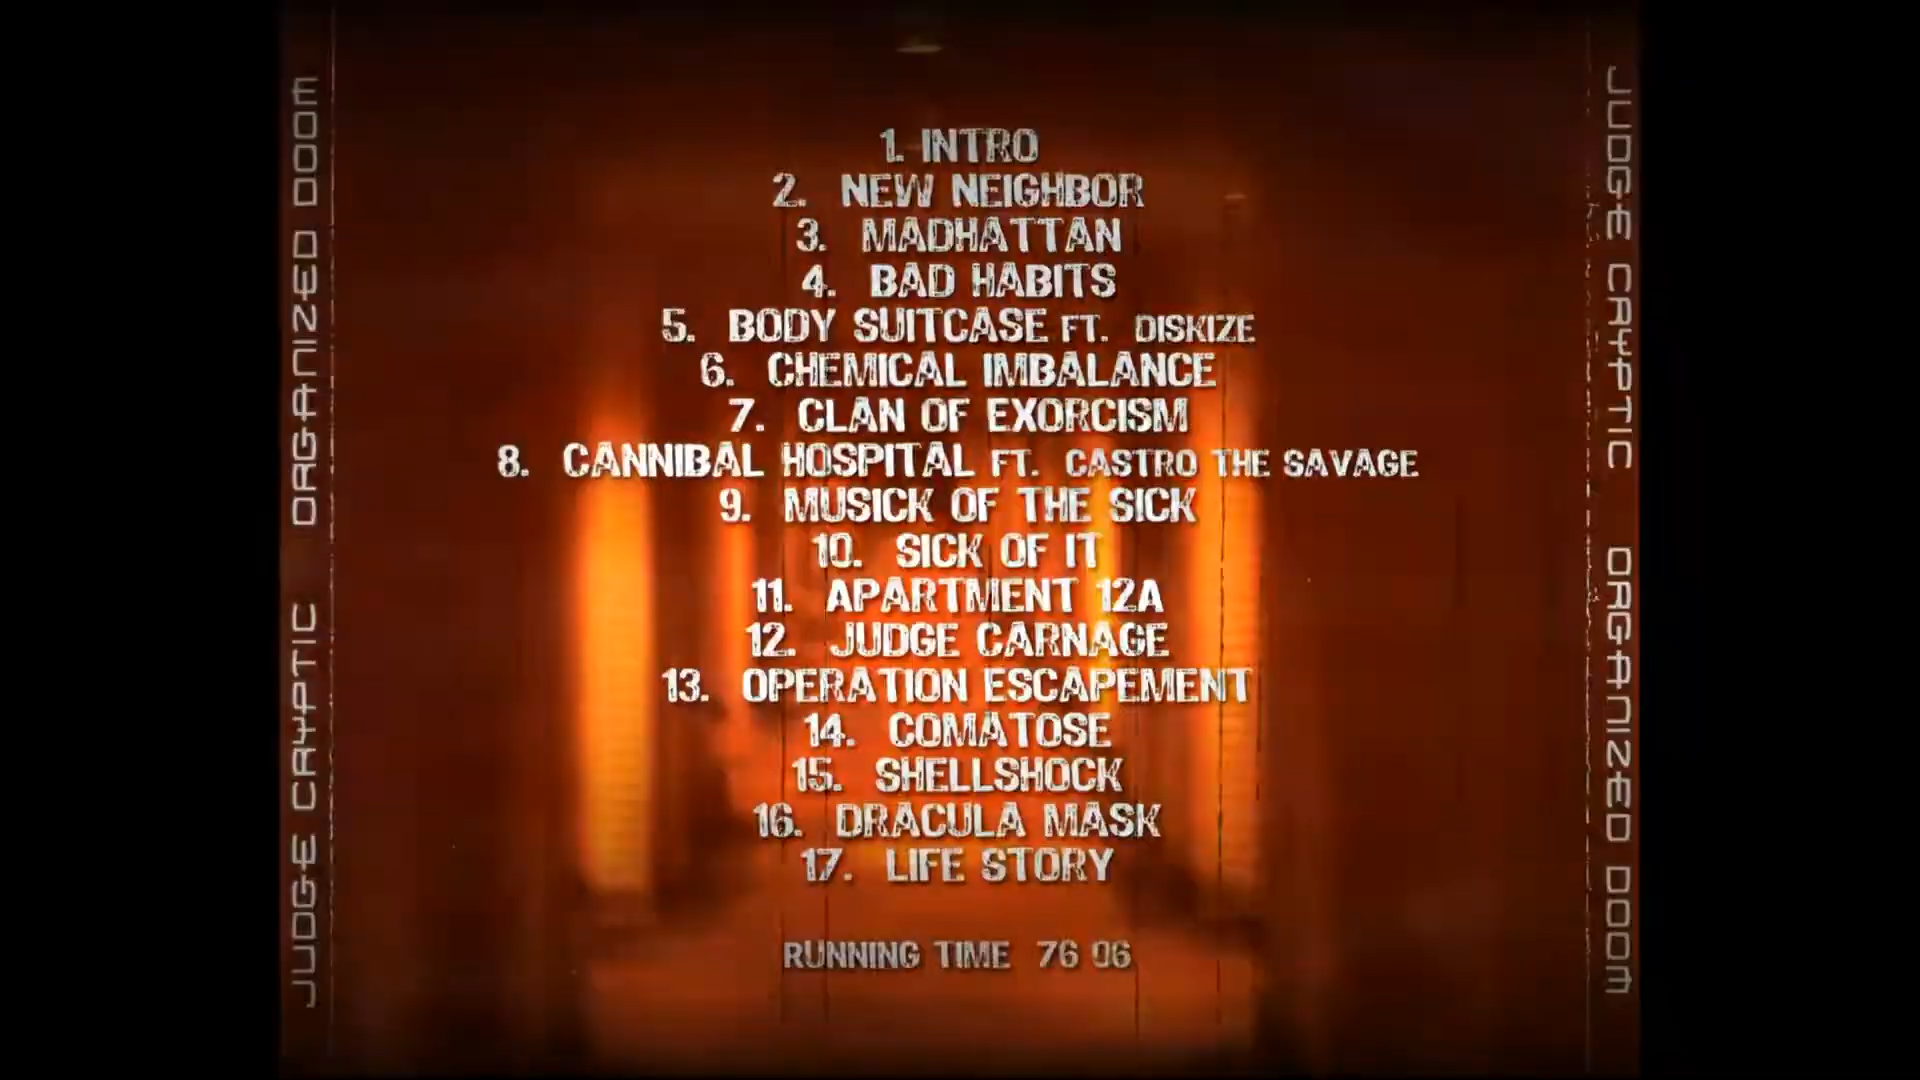 JUDGE CRYPTIC ORGANIZED DOOM
1. INTRO
2. NEW NEIGHBOR
3. MADHATTAN
4. BAD HABITS
5. BODY SUITCASE FT. DISKIZE
6. CHEMICAL IMBALANCE
7. CLAN OF EXORCISM
8. CANNIBAL HOSPITAL FT. CASTRO THE SAVAGE
9. MUSICK OF THE SICK
10. SICK OF IT
11. APARTMENT 12A
12. JUDGE CARNAGE
13. OPERATION ESCAPEMENT
14. COMATOSE
15. SHELLSHOCK
16. DRACULA MASK
17. LIFE STORY
RUNNING TIME 76 06
JUDGE CRYPTIC ORGANIZED DOOM